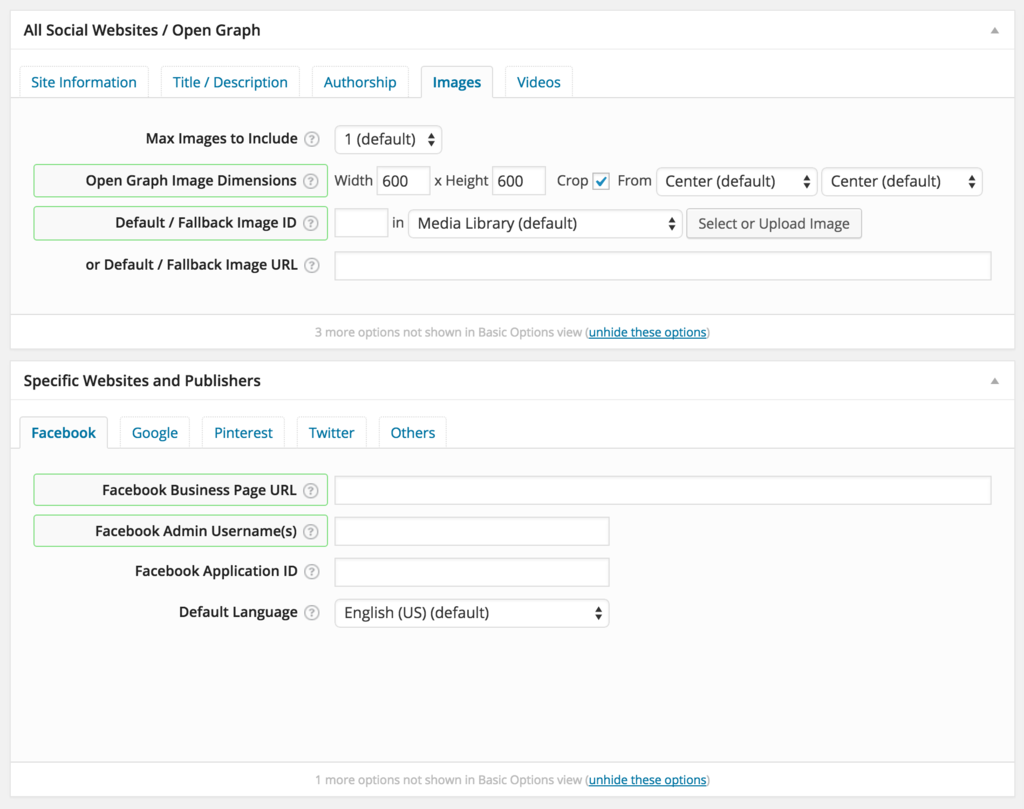 All Social Websites / Open Graph
Site Information Title / Description Authorship Images Videos
Max Images to Include ? 1 (default)
Open Graph Image Dimensions ? Width 600 x Height 600 Crop From Center (default) Center (default)
Default / Fallback Image ID ? in Media Library (default) Select or Upload Image
or Default / Fallback Image URL ?
3 more options not shown in Basic Options view (unhide these options)
Specific Websites and Publishers
Facebook Google Pinterest Twitter Others
Facebook Business Page URL ?
Facebook Admin Username(s) ?
Facebook Application ID ?
Default Language ? English (US) (default)
1 more options not shown in Basic Options view (unhide these options)